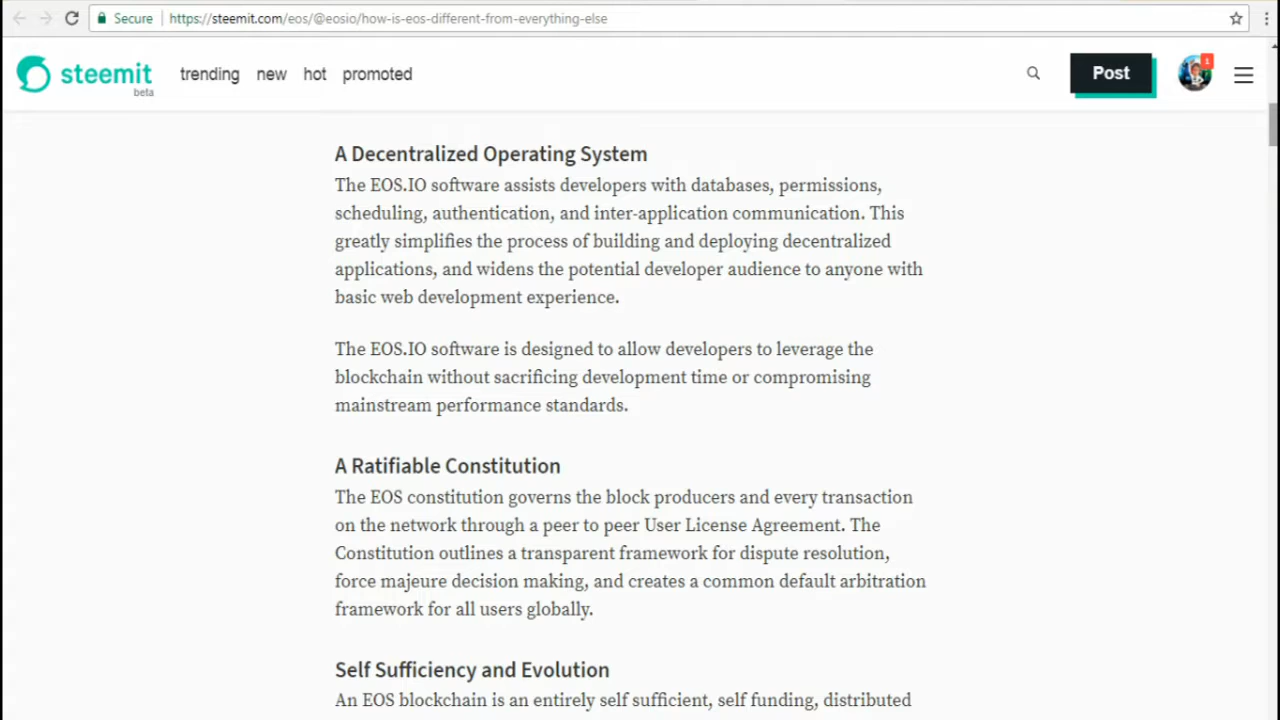 Secure https://steemit.com/eos/@eosio/how-is-eos-different-from-everything-else
steemit
beta
trending new hot promoted
Post
1
A Decentralized Operating System
The EOS.IO software assists developers with databases, permissions,
scheduling, authentication, and inter-application communication. This
greatly simplifies the process of building and deploying decentralized
applications, and widens the potential developer audience to anyone with
basic web development experience.
The EOS.IO software is designed to allow developers to leverage the
blockchain without sacrificing development time or compromising
mainstream performance standards.
A Ratifiable Constitution
The EOS constitution governs the block producers and every transaction
on the network through a peer to peer User License Agreement. The
Constitution outlines a transparent framework for dispute resolution,
force majeure decision making, and creates a common default arbitration
framework for all users globally.
Self Sufficiency and Evolution
An EOS blockchain is an entirely self sufficient, self funding, distributed